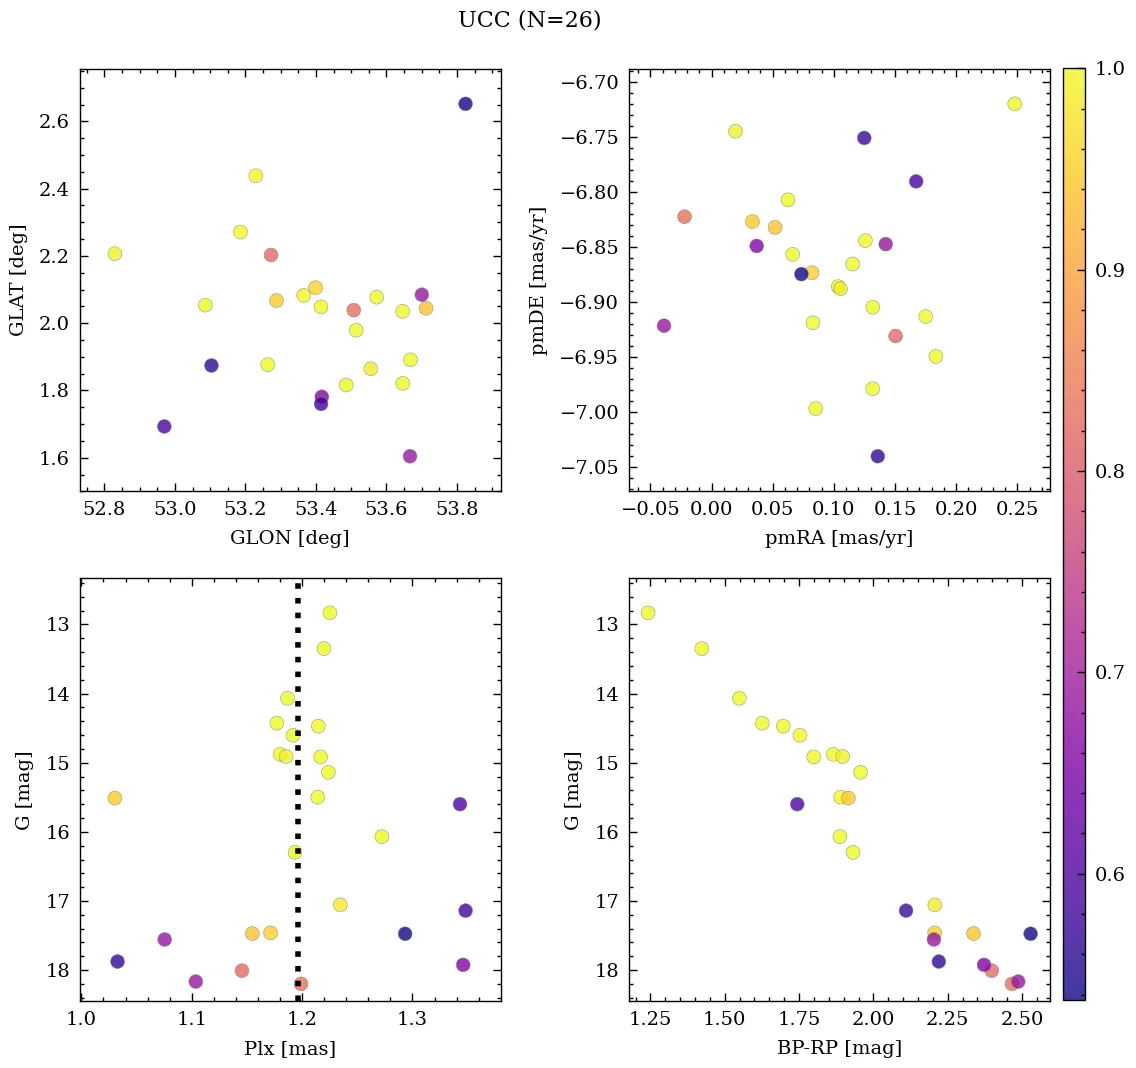 UCC (N=26)
2.6
2.4
2.2
2.0
1.8
1.6
GLAT [deg]
52.8 53.0 53.2 53.4 53.6 53.8
GLON [deg]
−6.70
−6.75
−6.80
−6.85
−6.90
−6.95
−7.00
−7.05
pmDE [mas/yr]
−0.05 0.00 0.05 0.10 0.15 0.20 0.25
pmRA [mas/yr]
1.0
0.9
0.8
0.7
0.6
13
14
15
16
17
18
G [mag]
1.0 1.1 1.2 1.3
Plx [mas]
13
14
15
16
17
18
G [mag]
1.25 1.50 1.75 2.00 2.25 2.50
BP-RP [mag]